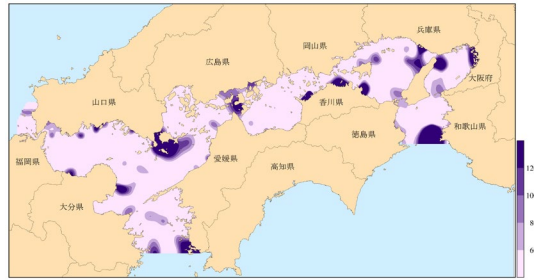 兵庫県
岡山県
広島県
大阪府
山口県
香川県
徳島県
和歌山県
愛媛県
福岡県
高知県
大分県
12
10
8
6